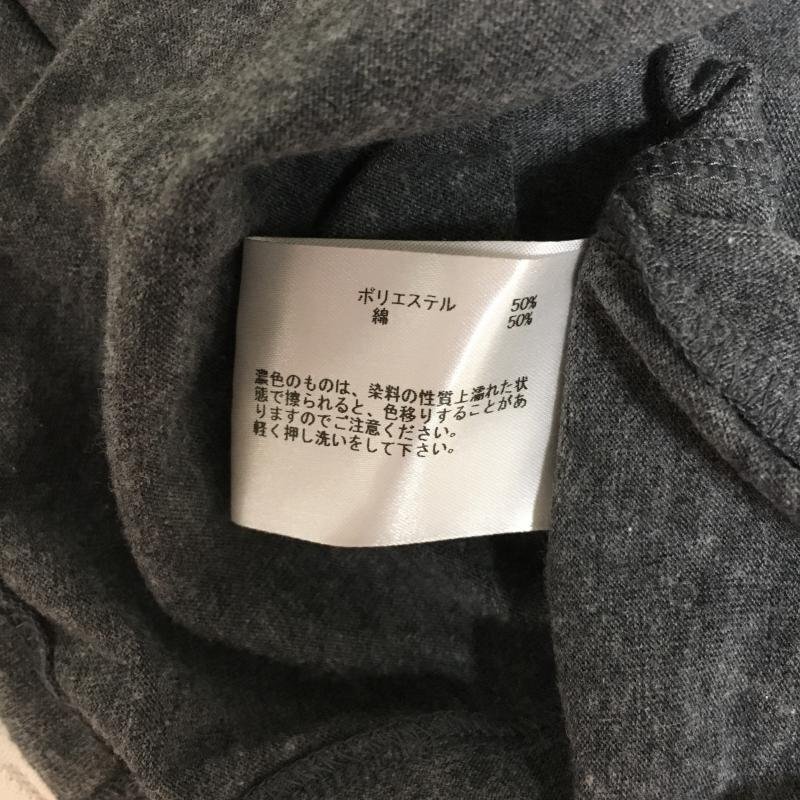 ポリエステル 50%
綿 50%
濃色のものは、染料の性質上濡れた状
態で擦られると、色移りすることがあ
りますのでご注意ください。
軽く押し洗いをして下さい。